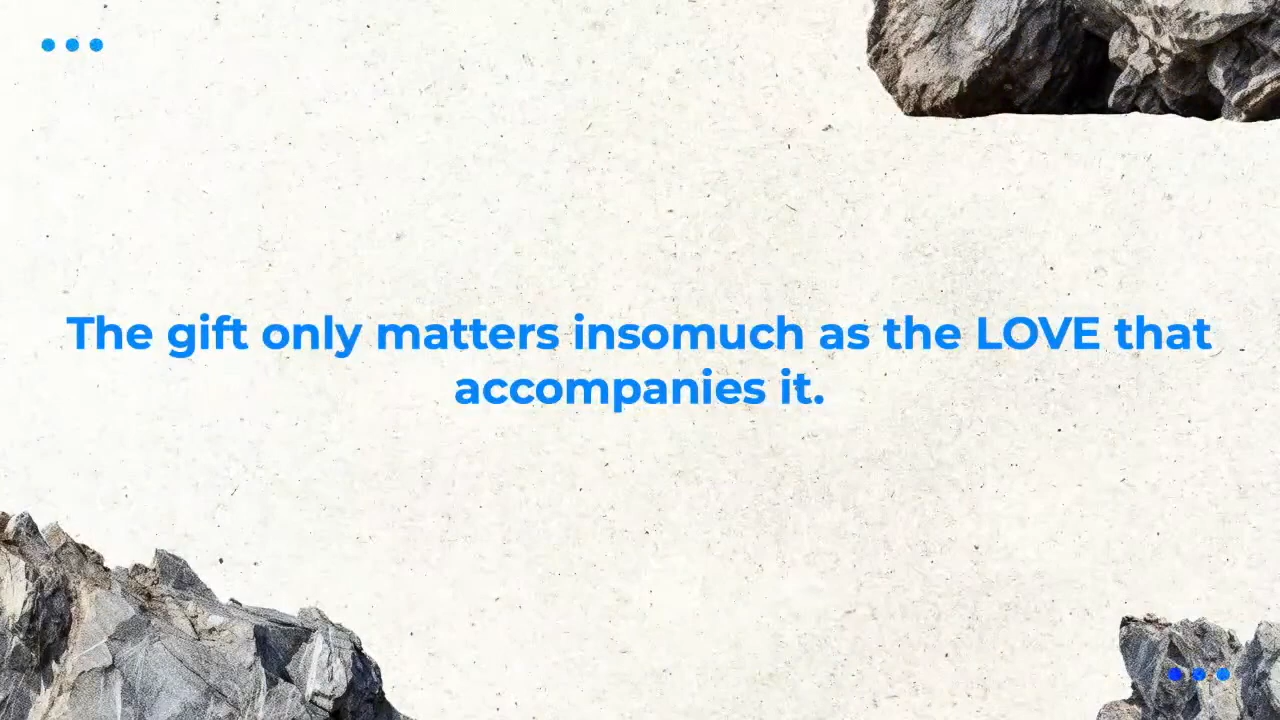 The gift only matters insomuch as the LOVE that
accompanies it.